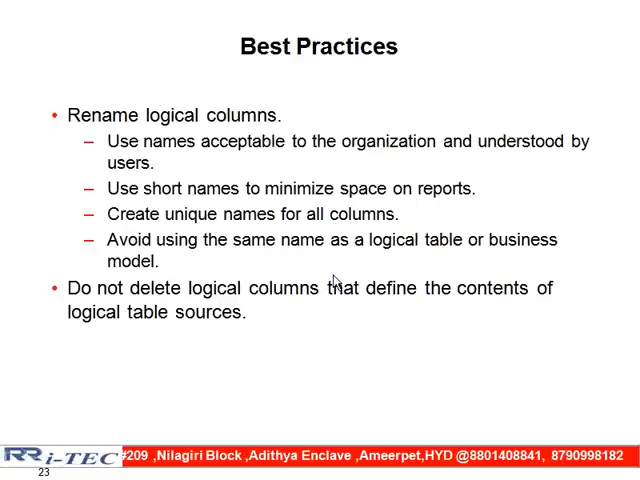 Best Practices
• Rename logical columns.
– Use names acceptable to the organization and understood by
users.
– Use short names to minimize space on reports.
– Create unique names for all columns.
– Avoid using the same name as a logical table or business
model.
• Do not delete logical columns that define the contents of
logical table sources.
RR i-TEC #209 ,Nilagiri Block ,Adithya Enclave ,Ameerpet,HYD @8801408841, 8790998182
23